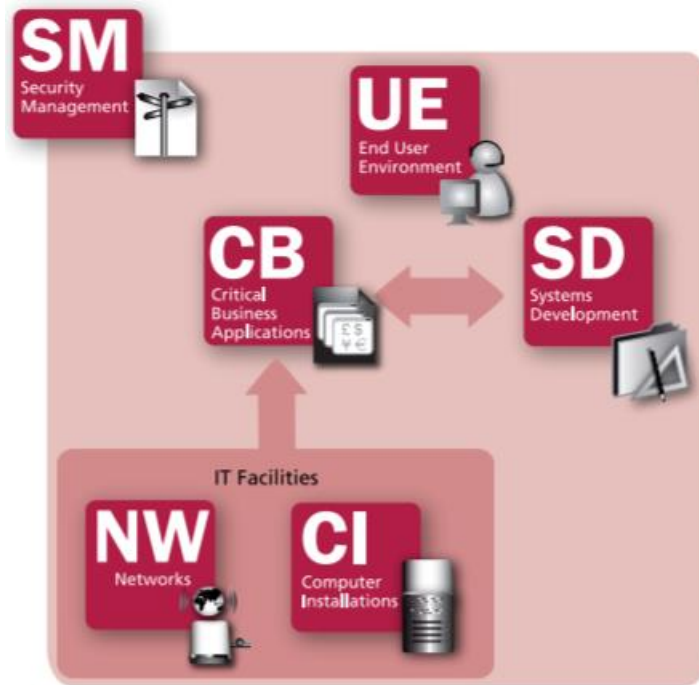 SM
Security
Management
UE
End User
Environment
CB
Critical
Business
Applications
£ $
¥ €
SD
Systems
Development
IT Facilities
NW
Networks
CI
Computer
Installations